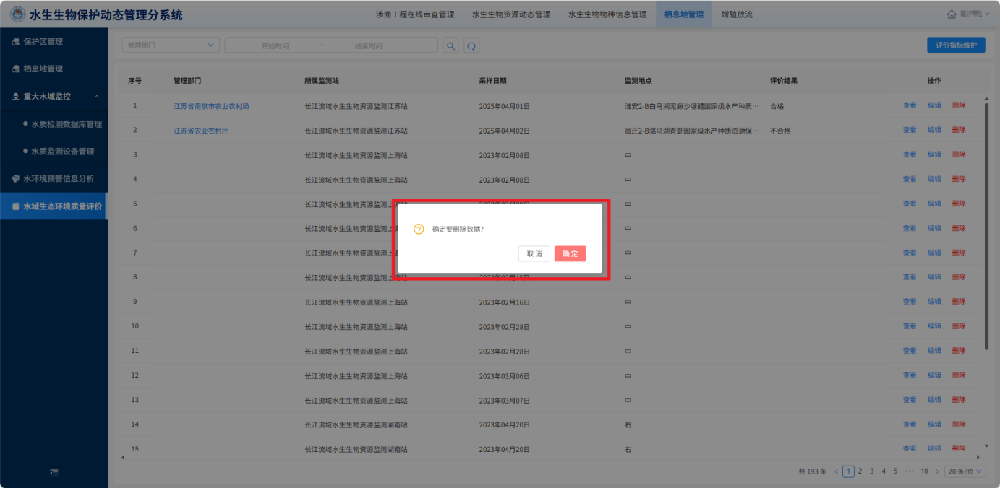 水生生物保护动态管理分系统
涉渔工程在线审查管理 水生生物资源动态管理 水生生物物种信息管理 栖息地管理 增殖放流
保护区管理
栖息地管理
重大水域监控
水质检测数据库管理
水质监测设备管理
水环境预警信息分析
水域生态环境质量评价
管理部门 开始时间 ~ 结束时间 评价指标维护
序号 管理部门 所属监测站 采样日期 监测地点 评价结果 操作
1 江苏省南京市农业农村局 长江流域水生生物资源监测江苏站 2025年04月01日 淮安2-B白马湖泥鳅沙塘鳢国家级水产种质··· 合格 查看 编辑 删除
2 江苏省农业农村厅 长江流域水生生物资源监测江苏站 2025年04月02日 宿迁2-B骆马湖青虾国家级水产种质资源保··· 不合格 查看 编辑 删除
3 长江流域水生生物资源监测上海站 2023年02月08日 中 查看 编辑 删除
4 长江流域水生生物资源监测上海站 2023年02月08日 中 查看 编辑 删除
5 长江流域水生生物资源监测上 中 查看 编辑 删除
6 长江流域水生生物资源监测上 中 查看 编辑 删除
7 长江流域水生生物资源监测上 中 查看 编辑 删除
8 长江流域水生生物资源监测上海站 中 查看 编辑 删除
9 长江流域水生生物资源监测上海站 2023年02月16日 中 查看 编辑 删除
10 长江流域水生生物资源监测上海站 2023年02月28日 中 查看 编辑 删除
11 长江流域水生生物资源监测上海站 2023年02月28日 中 查看 编辑 删除
12 长江流域水生生物资源监测上海站 2023年03月06日 中 查看 编辑 删除
13 长江流域水生生物资源监测上海站 2023年03月07日 中 查看 编辑 删除
14 长江流域水生生物资源监测湖南站 2023年04月20日 右 查看 编辑 删除
15 长江流域水生生物资源监测湖南站 2023年04月20日 右 查看 编辑 删除
确定要删除数据?
取消 确定
共 193 条 < 1 2 3 4 5 ··· 10 > 20 条/页